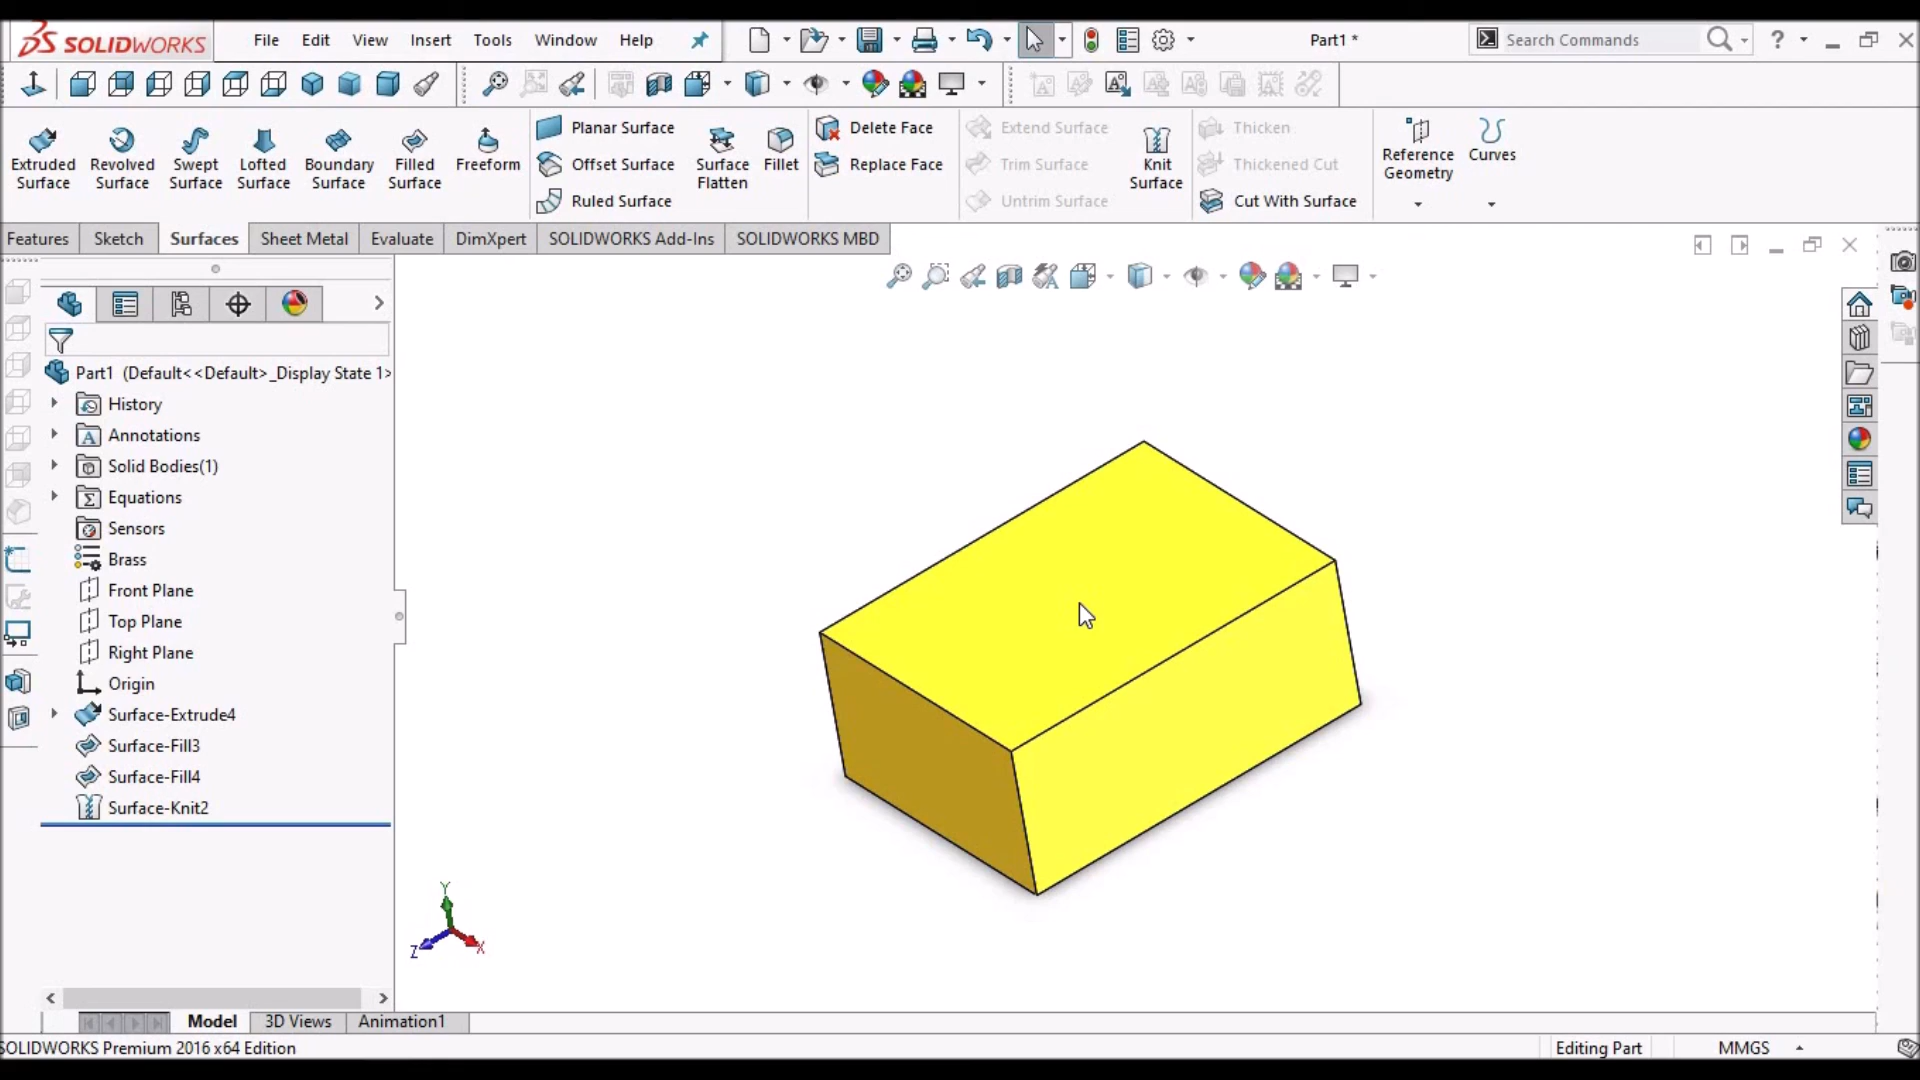 SOLIDWORKS File Edit View Insert Tools Window Help Part1 * Search Commands
Extruded Surface
Revolved Surface
Swept Surface
Lofted Surface
Boundary Surface
Filled Surface
Freeform
Planar Surface
Offset Surface
Ruled Surface
Surface Flatten
Fillet
Delete Face
Replace Face
Extend Surface
Trim Surface
Untrim Surface
Knit Surface
Thicken
Thickened Cut
Cut With Surface
Reference Geometry
Curves
Features Sketch Surfaces Sheet Metal Evaluate DimXpert SOLIDWORKS Add-Ins SOLIDWORKS MBD
Part1 (Default<<Default>_Display State 1>
History
Annotations
Solid Bodies(1)
Equations
Sensors
Brass
Front Plane
Top Plane
Right Plane
Origin
Surface-Extrude4
Surface-Fill3
Surface-Fill4
Surface-Knit2
Y
Z X
Model 3D Views Animation1
SOLIDWORKS Premium 2016 x64 Edition Editing Part MMGS